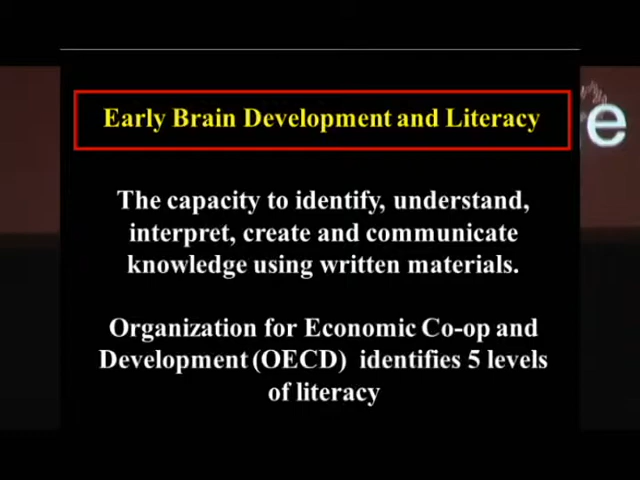 Early Brain Development and Literacy
e
The capacity to identify, understand,
interpret, create and communicate
knowledge using written materials.
Organization for Economic Co-op and
Development (OECD) identifies 5 levels
of literacy